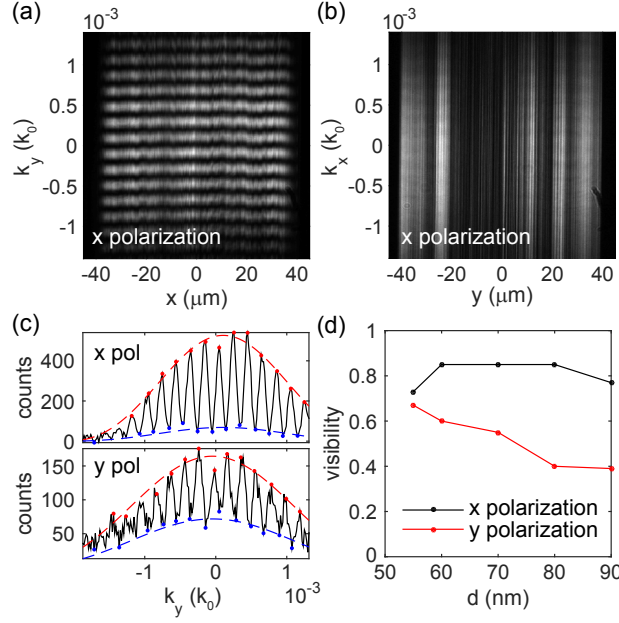 (a)
10⁻³
1
0.5
0
-0.5
-1
k_y (k_0)
x polarization
-40 -20 0 20 40
x (μm)
(b)
10⁻³
1
0.5
0
-0.5
-1
k_x (k_0)
x polarization
-40 -20 0 20 40
y (μm)
(c)
x pol
400
200
0
counts
y pol
150
100
50
counts
-1 0 1
10⁻³
k_y (k_0)
(d)
1
0.8
0.6
0.4
0.2
0
visibility
x polarization
y polarization
50 60 70 80 90
d (nm)